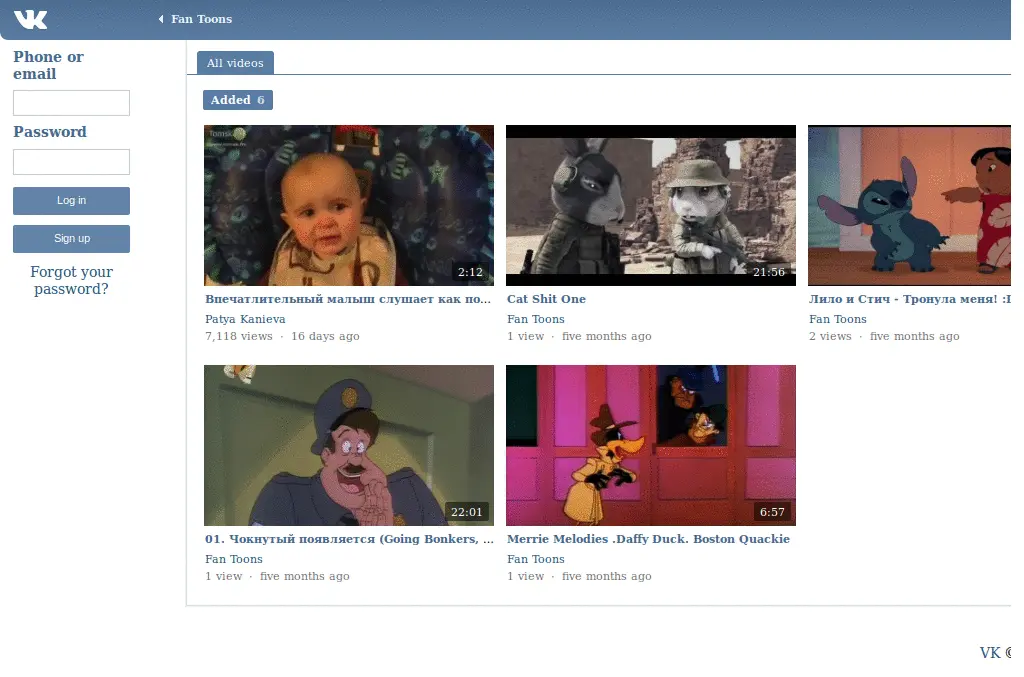 Fan Toons
Phone or
email
Password
Log in
Sign up
Forgot your
password?
All videos
Added 6
2:12
21:56
Впечатлительный малыш слушает как по...
Cat Shit One
Лило и Стич - Тронула меня! :
Patya Kanieva
Fan Toons
Fan Toons
7,118 views · 16 days ago
1 view · five months ago
2 views · five months ago
22:01
6:57
01. Чокнутый появляется (Going Bonkers, ...
Merrie Melodies .Daffy Duck. Boston Quackie
Fan Toons
Fan Toons
1 view · five months ago
1 view · five months ago
VK ©